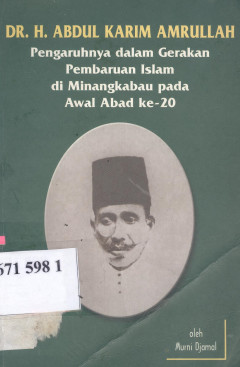 DR. H. ABDUL KARIM AMRULLAH
Pengaruhnya dalam Gerakan
Pembaruan Islam
di Minangkabau pada
Awal Abad ke-20
671 598 1
oleh
Murni Djamal